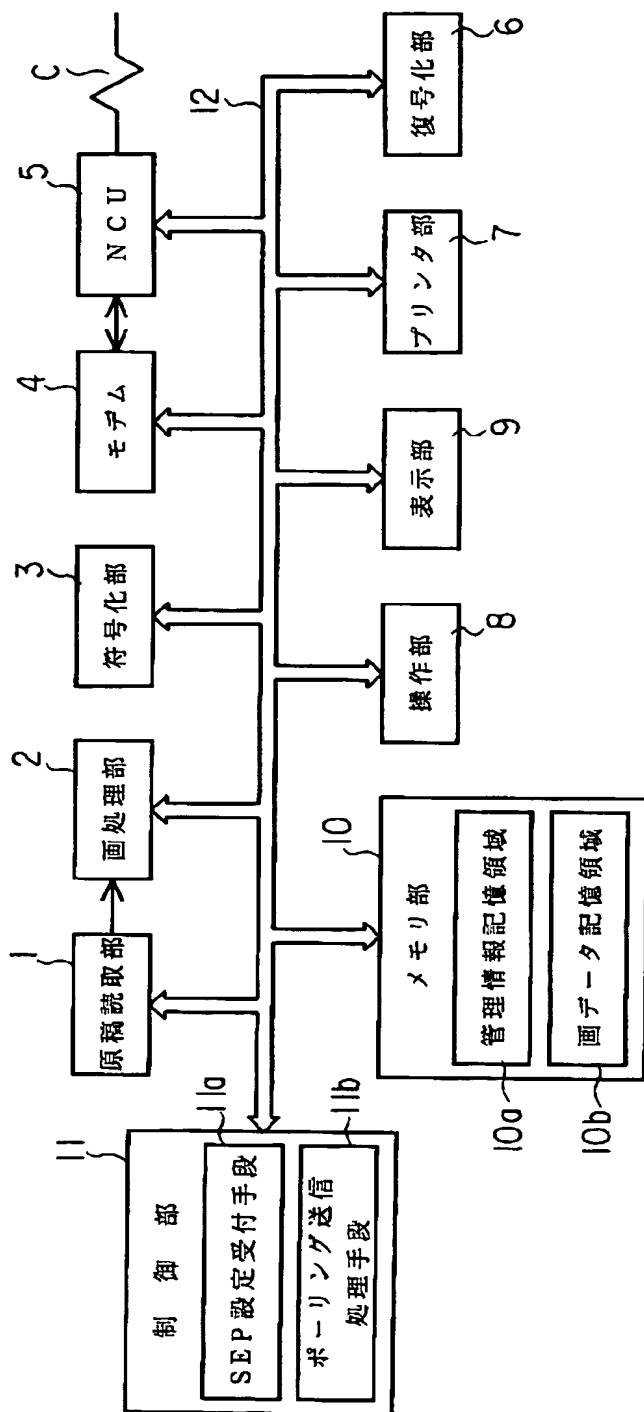 11
制御部
11a
SEP設定受付手段
11b
ポーリング送信
処理手段
1
原稿読取部
2
画処理部
3
符号化部
4
モデム
5
NCU
C
12
10
メモリ部
10a
管理情報記憶領域
10b
画データ記憶領域
操作部
8
表示部
9
プリンタ部
7
復号化部
6